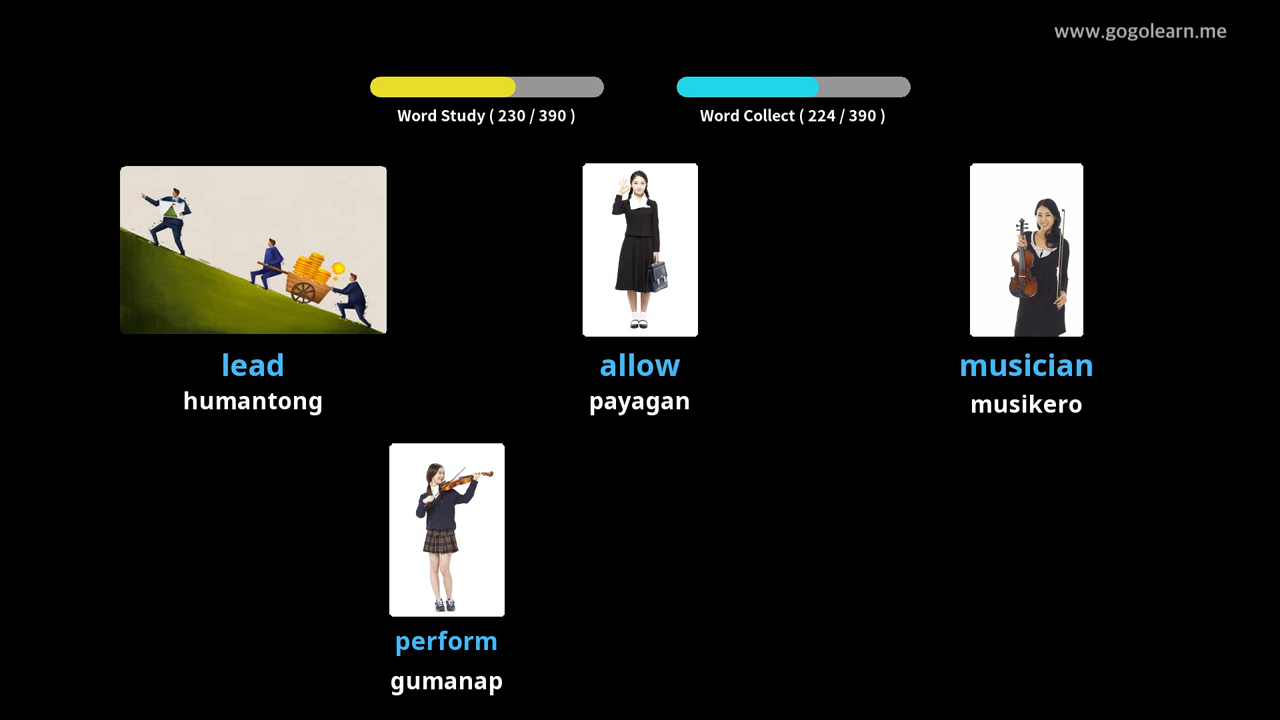 www.gogolearn.me
Word Study ( 230 / 390 )
Word Collect ( 224 / 390 )
lead
humantong
allow
payagan
musician
musikero
perform
gumanap